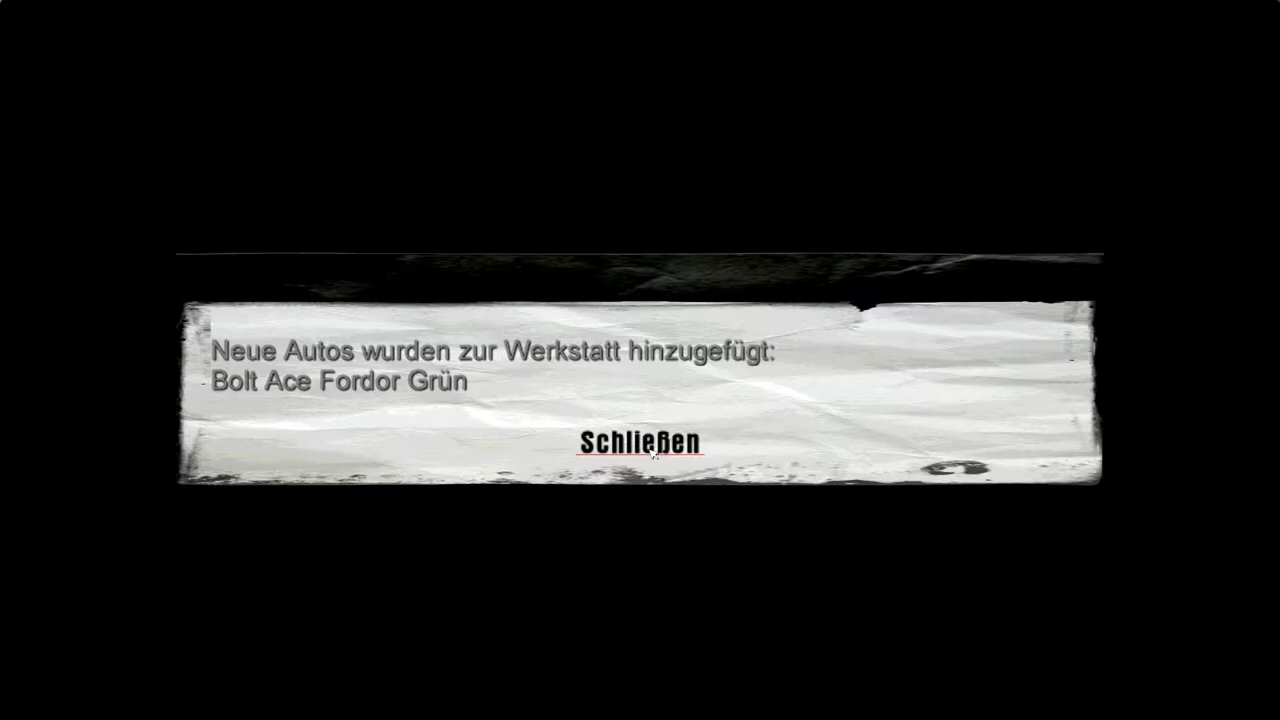 Neue Autos wurden zur Werkstatt hinzugefügt:
Bolt Ace Fordor Grün
Schließen